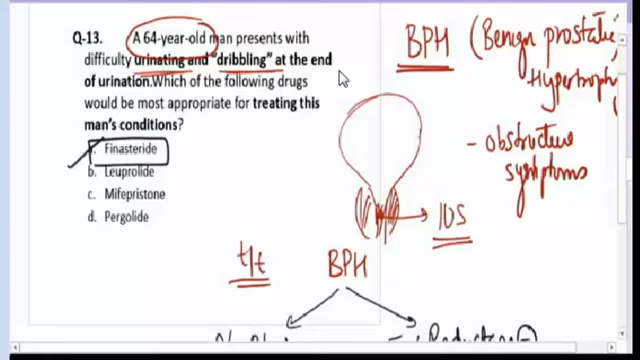 Q-13. A 64-year-old man presents with
difficulty urinating and "dribbling" at the end
of urination. Which of the following drugs
would be most appropriate for treating this
man's conditions?
Finasteride
b. Leuprolide
c. Mifepristone
d. Pergolide
BPH (Benign prostatic
Hypertrophy
- obstructive
symptoms
IUS
t/t
BPH